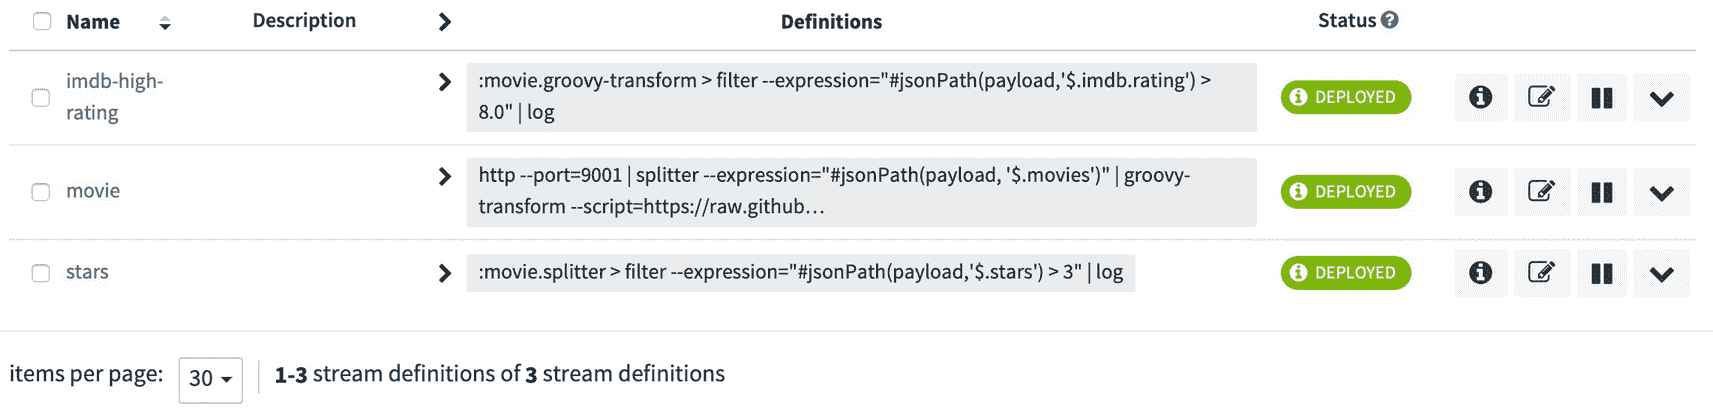 Name Description Definitions Status
imdb-high-
rating
:movie.groovy-transform > filter --expression="#jsonPath(payload,'$.imdb.rating') >
8.0" | log
DEPLOYED
movie
http --port=9001 | splitter --expression="#jsonPath(payload, '$.movies')" | groovy-
transform --script=https://raw.github...
DEPLOYED
stars
:movie.splitter > filter --expression="#jsonPath(payload,'$.stars') > 3" | log
DEPLOYED
items per page: 30 1-3 stream definitions of 3 stream definitions